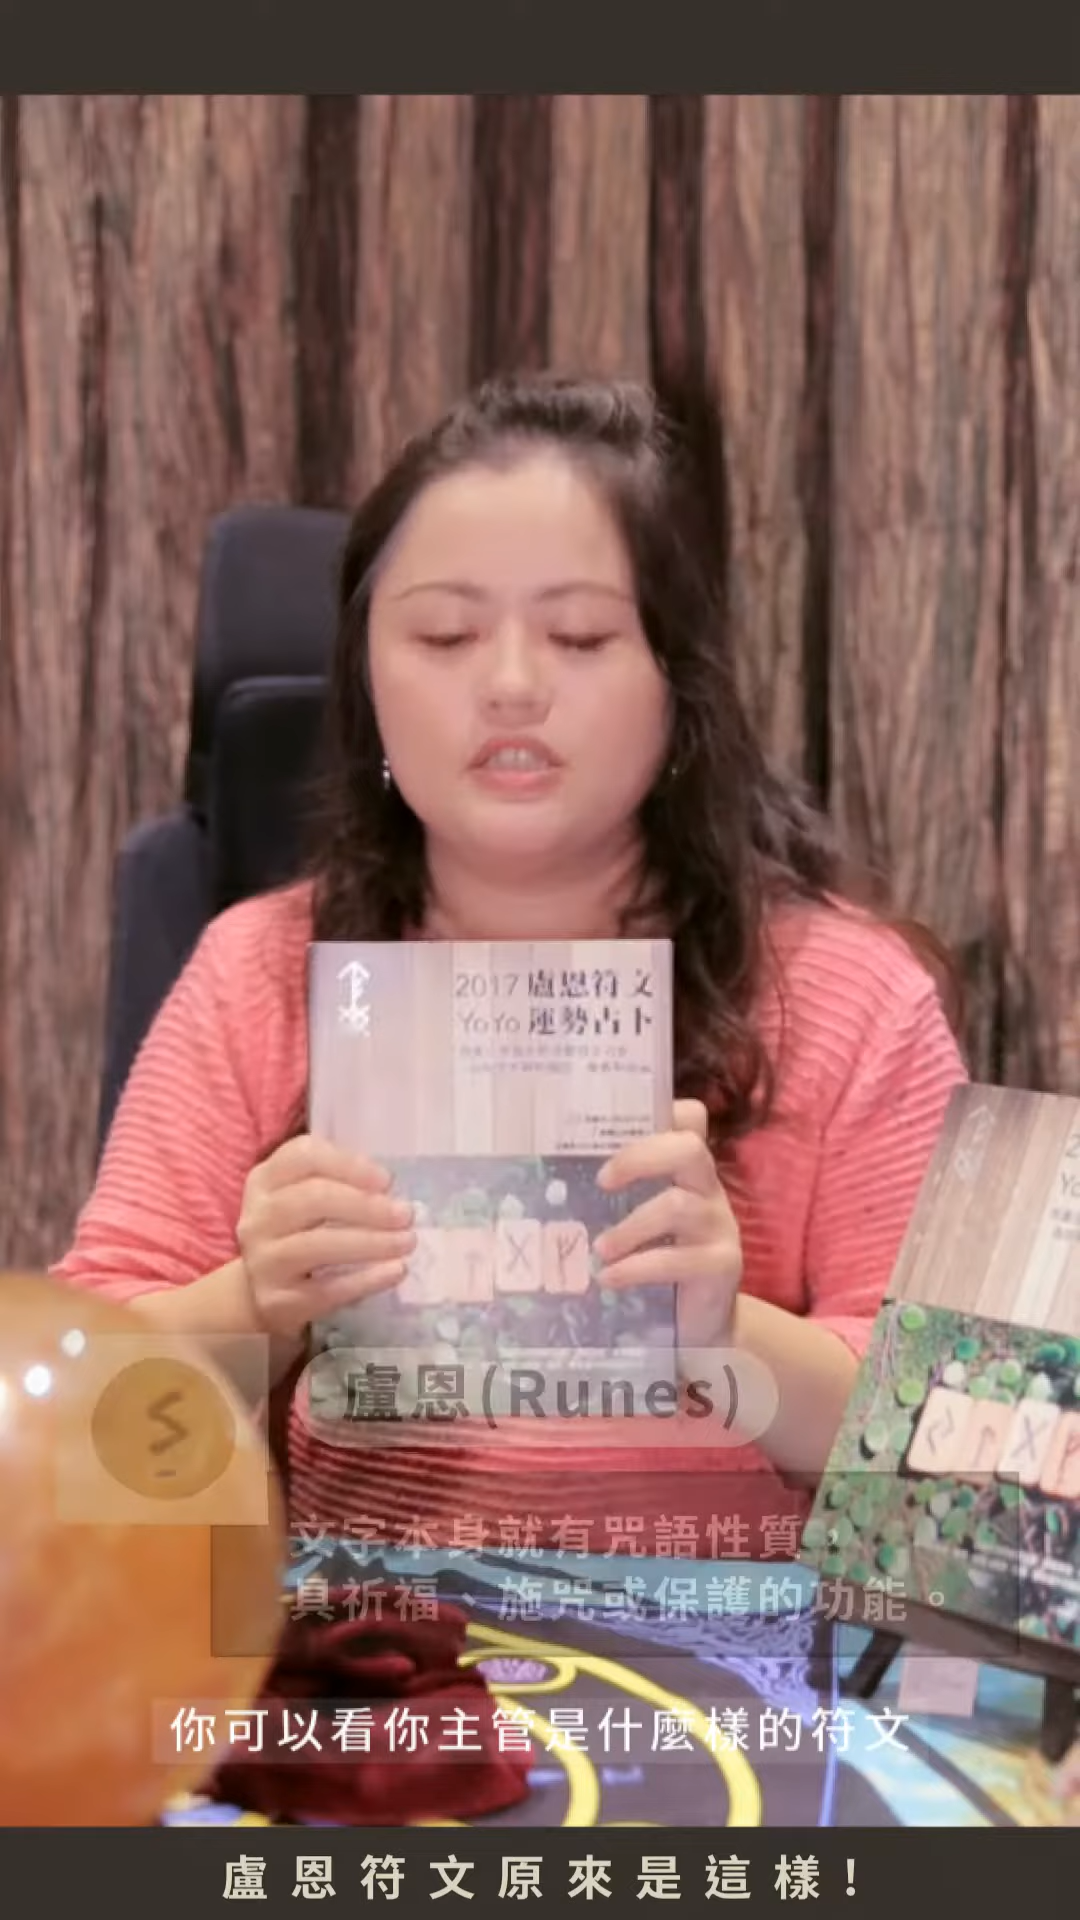 2017 盧恩符文
YoYo 運勢占卜
2
Yo
盧恩(Runes)
文字本身就有咒語性質，
具祈福、施咒或保護的功能。
你可以看你主管是什麼樣的符文
盧恩符文原來是這樣!